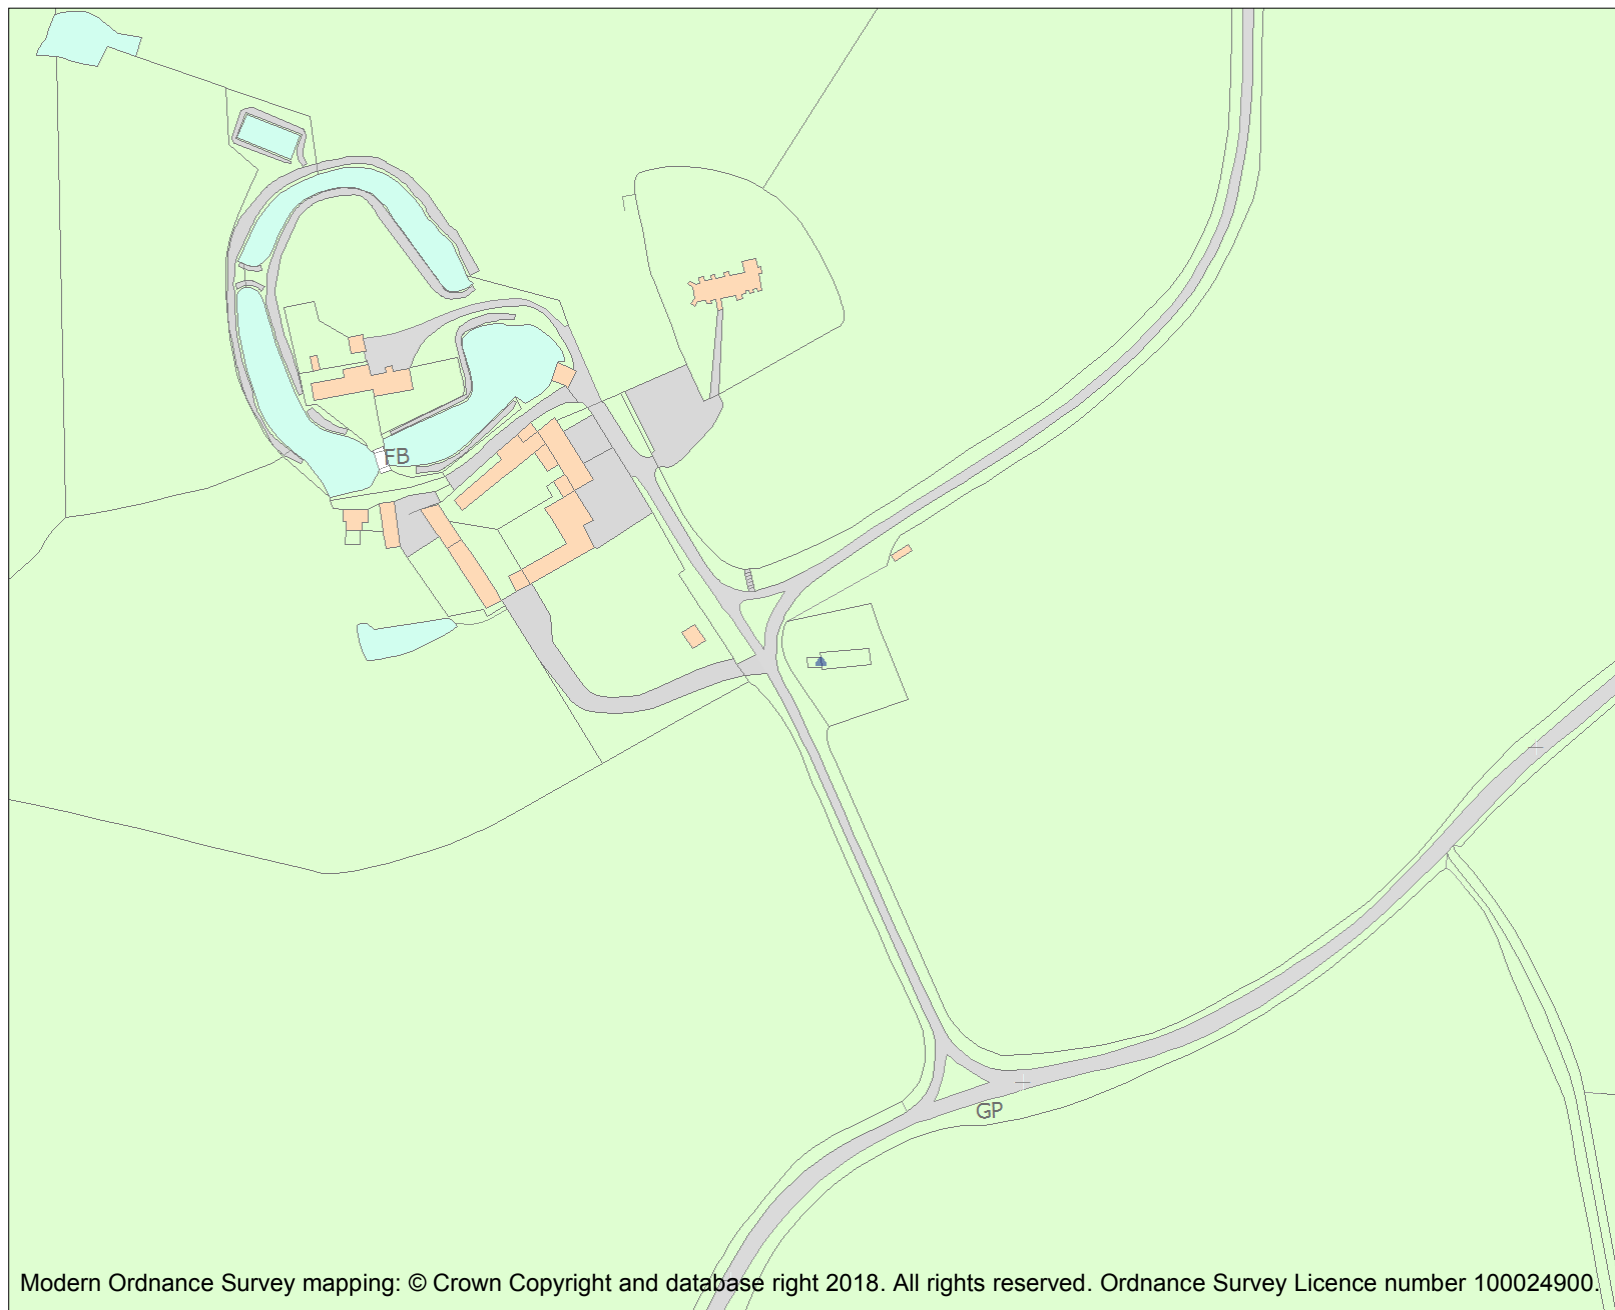 FB
GP
Modern Ordnance Survey mapping: © Crown Copyright and database right 2018. All rights reserved. Ordnance Survey Licence number 100024900.